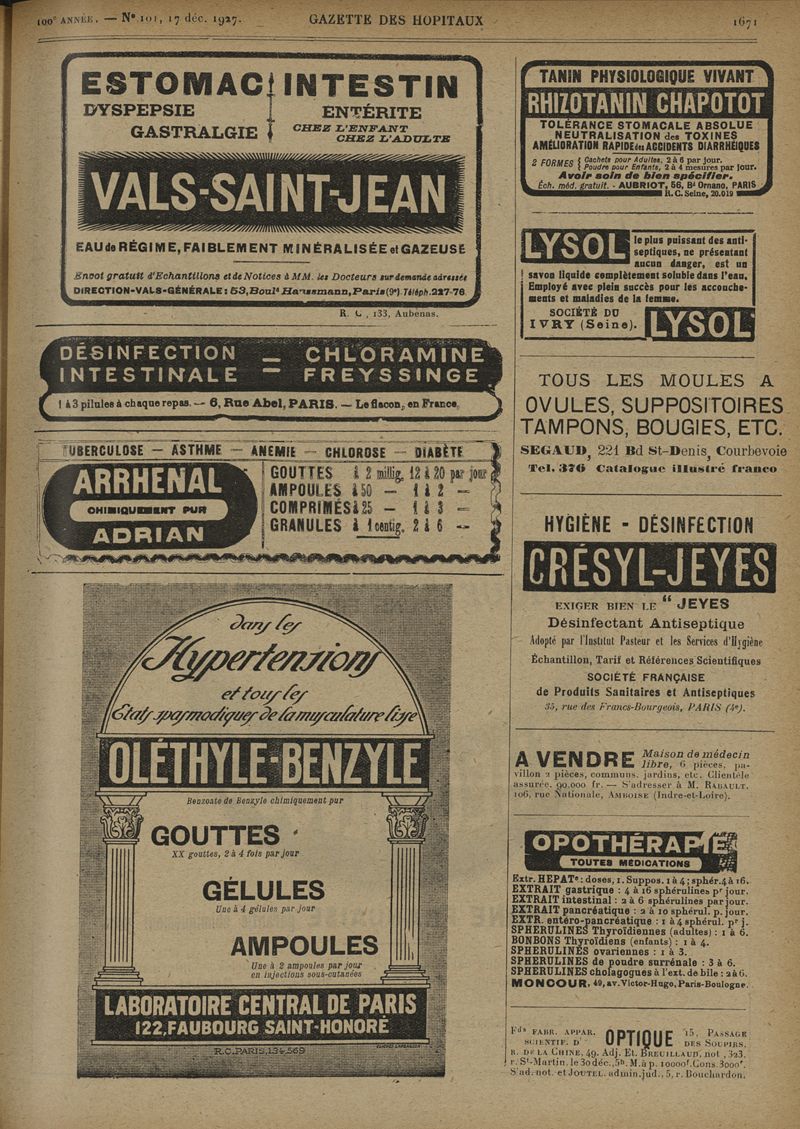 100e ANNÉE. — No 101, 17 déc. 1927.
GAZETTE DES HOPITAUX
1671
ESTOMAC INTESTIN
DYSPEPSIE
GASTRALGIE
ENTÉRITE
CHEZ L'ENFANT
CHEZ L'ADULTE
VALS-SAINT-JEAN
EAU de RÉGIME, FAIBLEMENT MINÉRALISÉE et GAZEUSE
Envoi gratuit d'Echantillons et de Notices à MM. les Docteurs sur demande adressée
DIRECTION-VALS-GÉNÉRALE: 53, Boulᵈ Haussmann, Paris (9e). Téléph. 227-76
R. C., 133, Aubenas.
DÉSINFECTION = CHLORAMINE
INTESTINALE = FREYSSINGE
1 à 3 pilules à chaque repas. — 6, Rue Abel, PARIS. — Le flacon, en France.
TUBERCULOSE — ASTHME — ANEMIE — CHLOROSE — DIABÈTE
ARRHENAL
CHIMIQUEMENT PUR
ADRIAN
GOUTTES à 2 millig. 12 à 20 par jour
AMPOULES à 50 — 1 à 2 —
COMPRIMÉS à 25 — 1 à 3 —
GRANULES à 1 centig. 2 à 6 —
dans les
Hypertensions
et tous les
États spasmodiques de la musculature lisse
OLÉTHYLE-BENZYLE
Benzoate de Benzyle chimiquement pur
GOUTTES
XX gouttes, 2 à 4 fois par jour
GÉLULES
Une à 4 gélules par jour
AMPOULES
Une à 2 ampoules par jour
en injections sous-cutanées
LABORATOIRE CENTRAL DE PARIS
122, FAUBOURG SAINT-HONORÉ
R.C. PARIS, 134.569
TANIN PHYSIOLOGIQUE VIVANT
RHIZOTANIN CHAPOTOT
TOLÉRANCE STOMACALE ABSOLUE
NEUTRALISATION des TOXINES
AMÉLIORATION RAPIDE des ACCIDENTS DIARRHÉIQUES
2 FORMES { Cachets pour Adultes, 2 à 6 par jour.
Poudre pour Enfants, 2 à 4 mesures par jour.
Avoir soin de bien spécifier.
Éch. méd. gratuit. - AUBRIOT, 56, Bd Ornano, PARIS
R.C. Seine, 20.019
LYSOL
le plus puissant des anti-
septiques, ne présentant
aucun danger, est un
savon liquide complètement soluble dans l'eau.
Employé avec plein succès pour les accouche-
ments et maladies de la femme.
SOCIÉTÉ DU
IVRY (Seine).
LYSOL
TOUS LES MOULES A
OVULES, SUPPOSITOIRES
TAMPONS, BOUGIES, ETC.
SEGAUD, 221 Bd St-Denis, Courbevoie
Tel. 376 Catalogue illustré franco
HYGIÈNE - DÉSINFECTION
CRÉSYL-JEYES
EXIGER BIEN LE "JEYES
Désinfectant Antiseptique
Adopté par l'Institut Pasteur et les Services d'Hygiène
Échantillon, Tarif et Références Scientifiques
SOCIÉTÉ FRANÇAISE
de Produits Sanitaires et Antiseptiques
35, rue des Francs-Bourgeois, PARIS (4e).
A VENDRE Maison de médecin
libre, 6 pièces, pa-
villon 2 pièces, communs, jardins, etc. Clientèle
assurée. 90.000 fr. — S'adresser à M. RABAULT.
106, rue Nationale, AMBOISE (Indre-et-Loire).
OPOTHÉRAPIE
TOUTES MÉDICATIONS
Extr. HEPATe: doses, 1. Suppos. 1 à 4; sphér. 4 à 16.
EXTRAIT gastrique : 4 à 16 sphérulines pr jour.
EXTRAIT intestinal : 2 à 6 sphérulines par jour.
EXTRAIT pancréatique : 2 à 10 sphérul. p. jour.
EXTR. entéro-pancréatique : 1 à 4 sphérul. pr j.
SPHERULINES Thyroïdiennes (adultes) : 1 à 6.
BONBONS Thyroïdiens (enfants) : 1 à 4.
SPHERULINES ovariennes : 1 à 3.
SPHERULINES de poudre surrénale : 3 à 6.
SPHERULINES cholagogues à l'ext. de bile : 2 à 6.
MONCOUR, 49, av. Victor-Hugo, Paris-Boulogne.
Fds FABR. APPAR. SCIENTIF. D' OPTIQUE 15, PASSAGE DES SOUPIRS,
R. DE LA CHINE, 49. Adj. Et. BREUILLAUD, not., 323,
r. St-Martin, le 30 déc., 5h. M. à p. 10000f. Cons. 3000f.
S'ad. not. et JOUTEL, admin. jud., 5, r. Bouchardon.